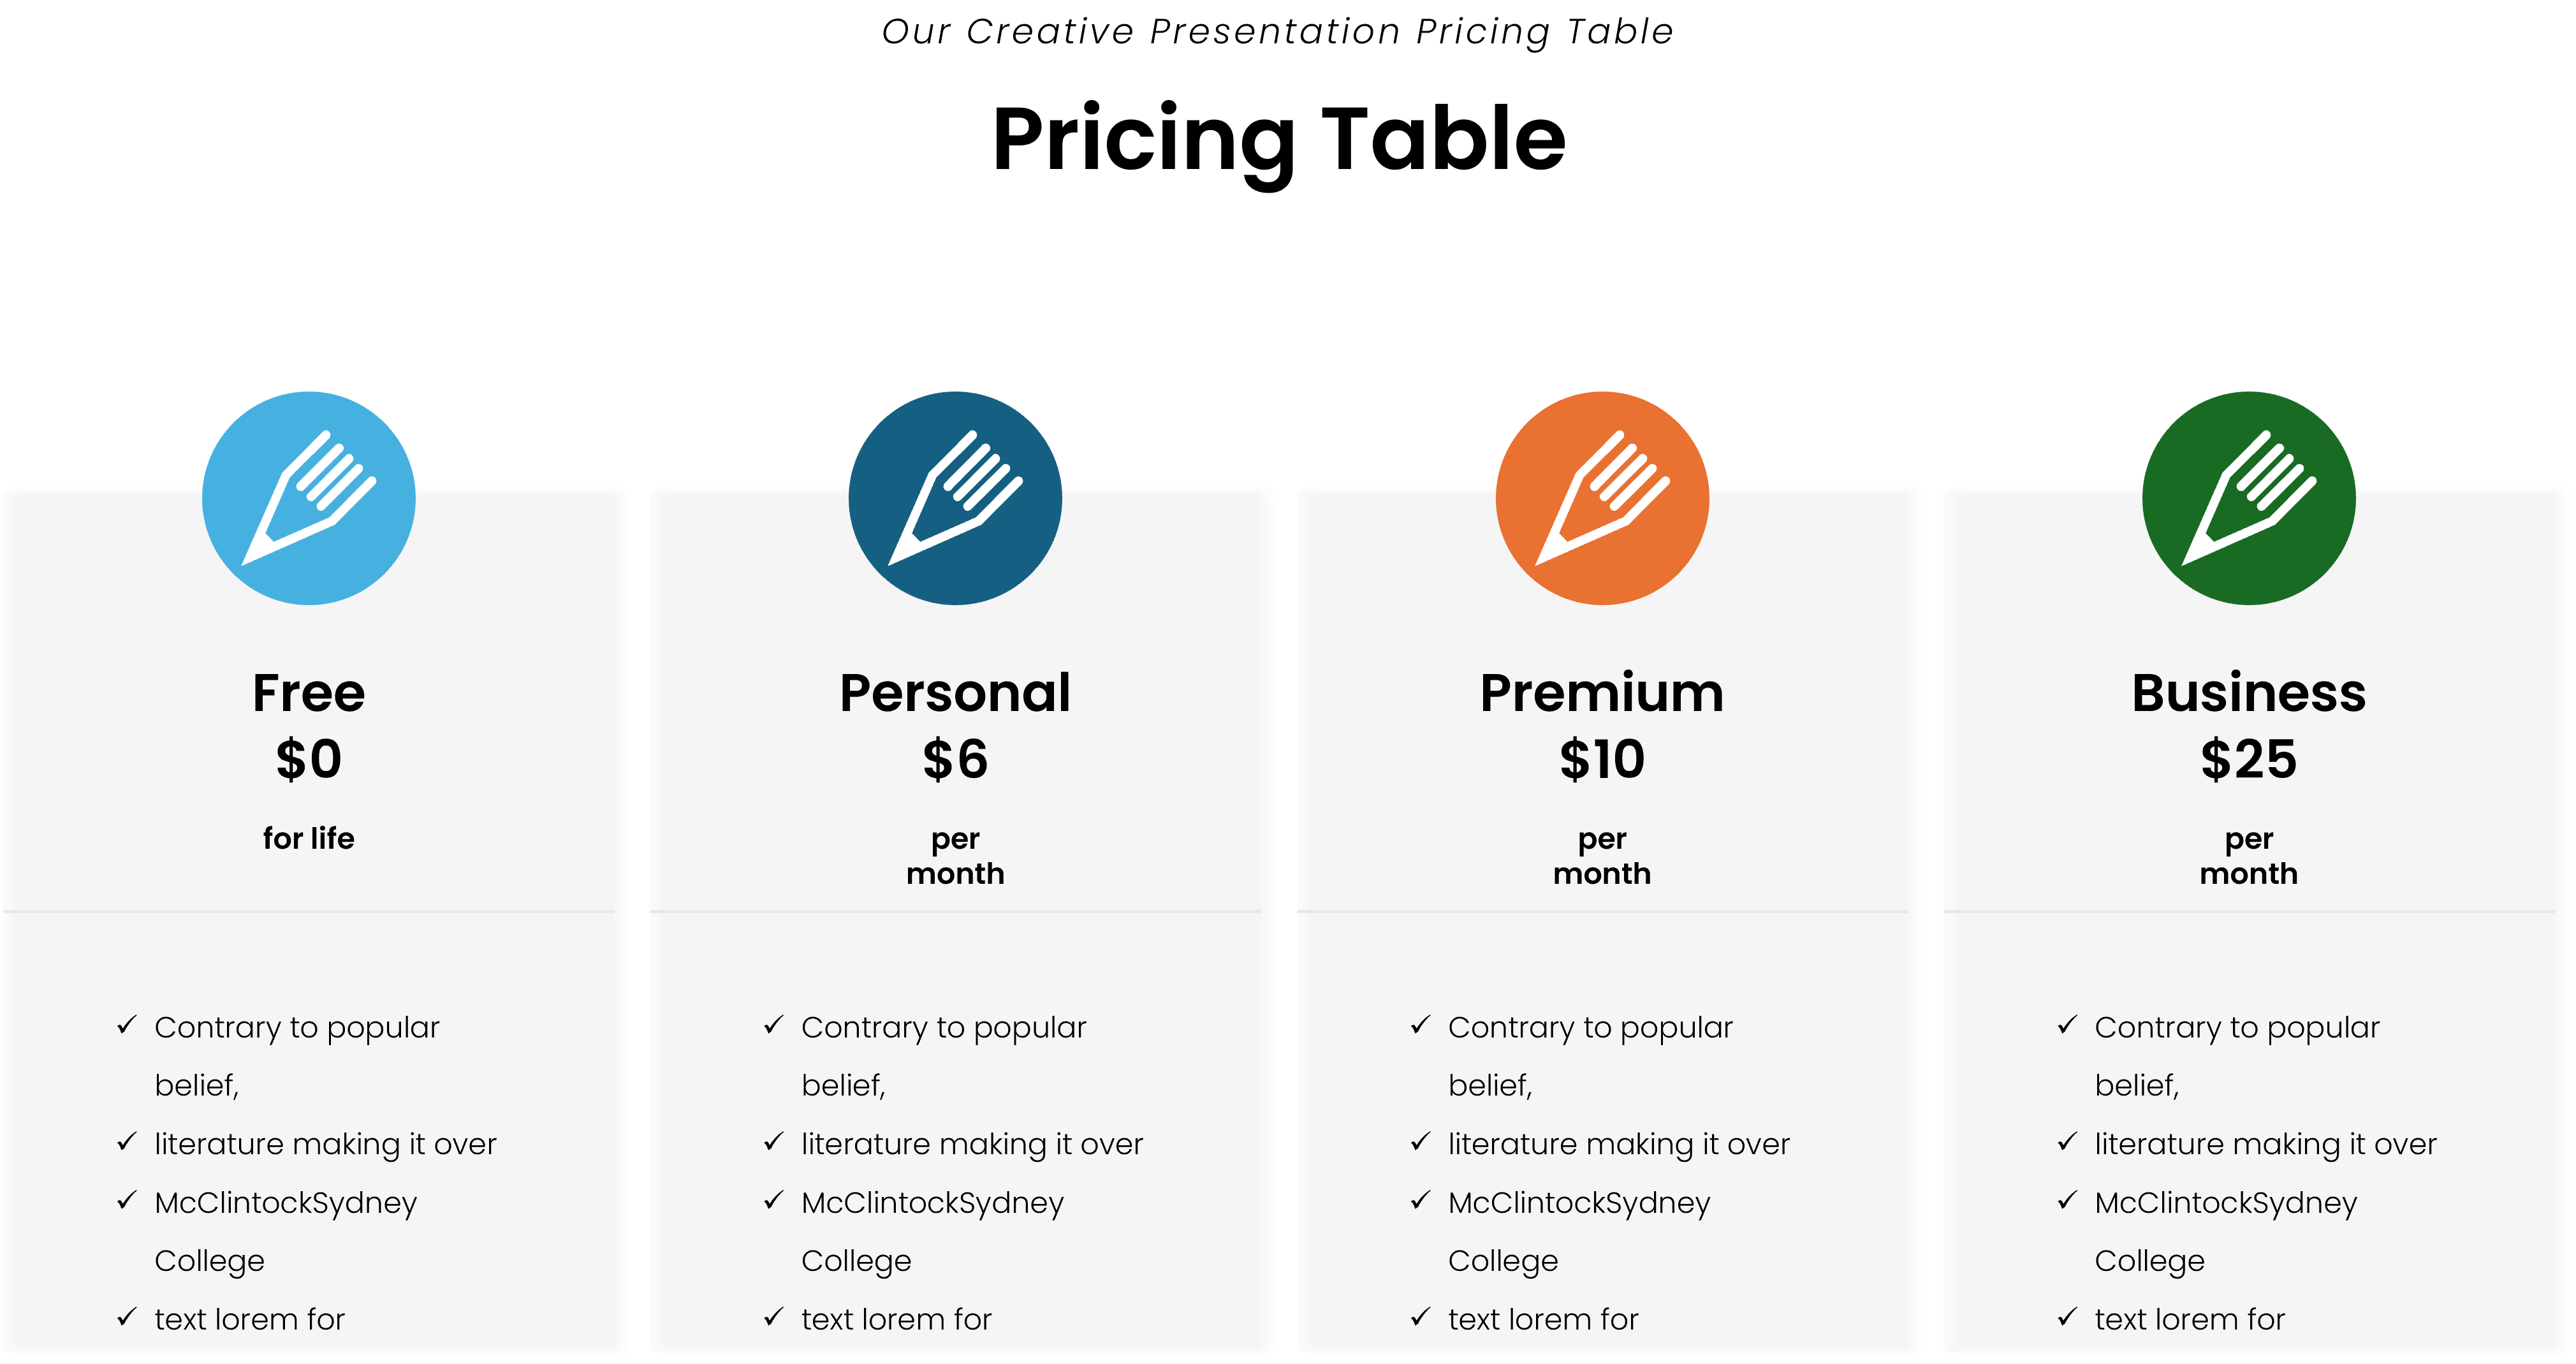 Our Creative Presentation Pricing Table
Pricing Table
Free
$0
for life
✓ Contrary to popular
belief,
✓ literature making it over
✓ McClintockSydney
College
✓ text lorem for
Personal
$6
per
month
✓ Contrary to popular
belief,
✓ literature making it over
✓ McClintockSydney
College
✓ text lorem for
Premium
$10
per
month
✓ Contrary to popular
belief,
✓ literature making it over
✓ McClintockSydney
College
✓ text lorem for
Business
$25
per
month
✓ Contrary to popular
belief,
✓ literature making it over
✓ McClintockSydney
College
✓ text lorem for